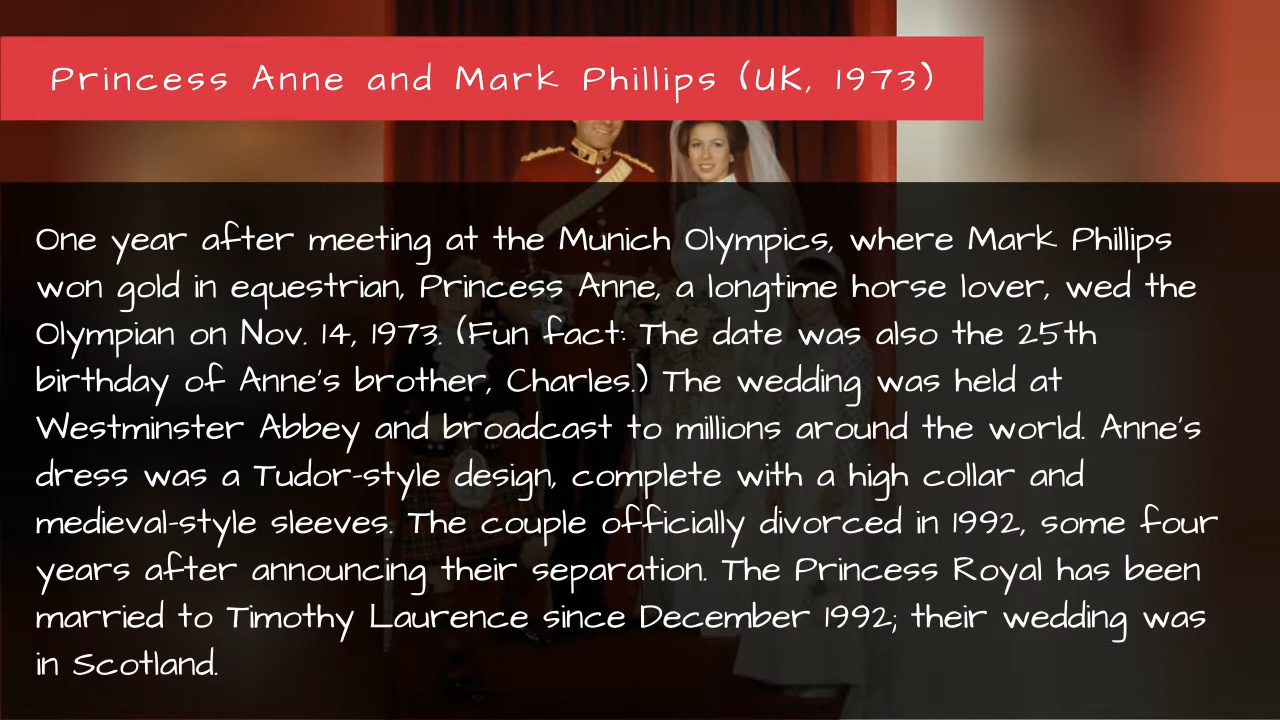 Princess Anne and Mark Phillips (UK, 1973)
One year after meeting at the Munich Olympics, where Mark Phillips
won gold in equestrian, Princess Anne, a longtime horse lover, wed the
Olympian on Nov. 14, 1973. (Fun fact: The date was also the 25th
birthday of Anne's brother, Charles.) The wedding was held at
Westminster Abbey and broadcast to millions around the world. Anne's
dress was a Tudor-style design, complete with a high collar and
medieval-style sleeves. The couple officially divorced in 1992, some four
years after announcing their separation. The Princess Royal has been
married to Timothy Laurence since December 1992; their wedding was
in Scotland.